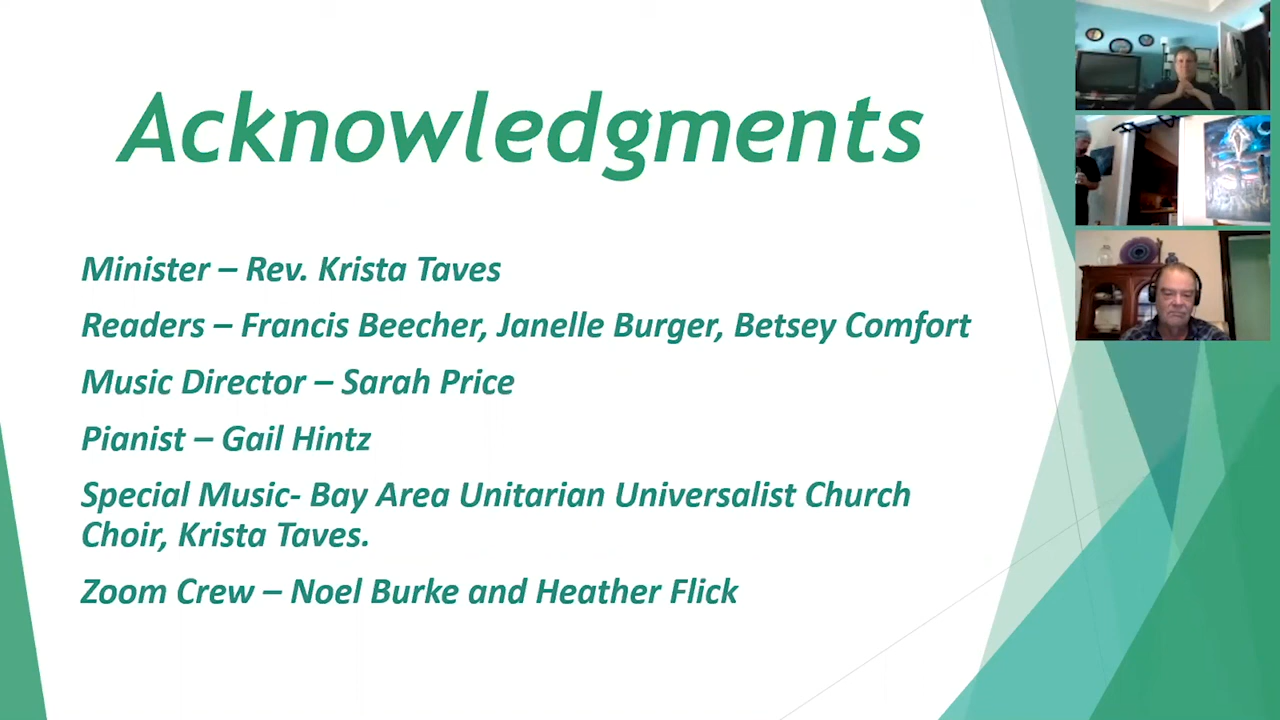 Acknowledgments
Minister – Rev. Krista Taves
Readers – Francis Beecher, Janelle Burger, Betsey Comfort
Music Director – Sarah Price
Pianist – Gail Hintz
Special Music- Bay Area Unitarian Universalist Church
Choir, Krista Taves.
Zoom Crew – Noel Burke and Heather Flick